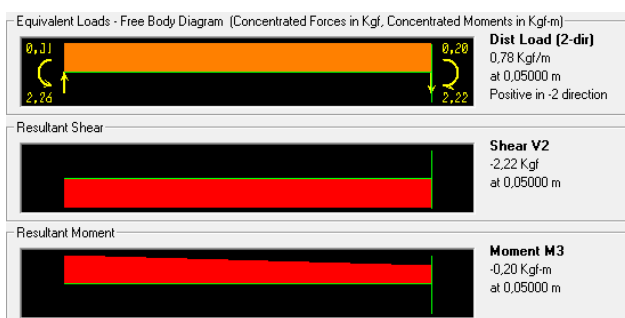 Equivalent Loads - Free Body Diagram (Concentrated Forces in Kgf, Concentrated Moments in Kgf-m)
Dist Load (2-dir)
0,31
0,20
0,78 Kgf/m
at 0,05000 m
2,26
2,22
Positive in -2 direction
Resultant Shear
Shear V2
-2,22 Kgf
at 0,05000 m
Resultant Moment
Moment M3
-0,20 Kgf-m
at 0,05000 m